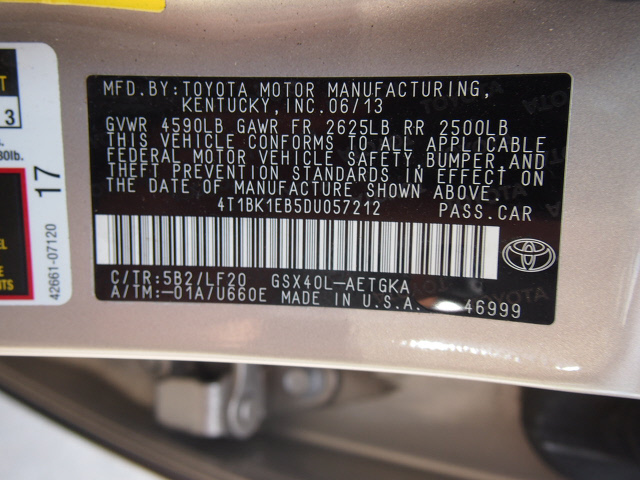 MFD.BY:TOYOTA MOTOR MANUFACTURING,
KENTUCKY,INC.06/13
GVWR 4590LB GAWR FR 2625LB RR 2500LB
THIS VEHICLE CONFORMS TO ALL APPLICABLE
FEDERAL MOTOR VEHICLE SAFETY,BUMPER,AND
THEFT PREVENTION STANDARDS IN EFFECT ON
THE DATE OF MANUFACTURE SHOWN ABOVE.
4T1BK1EB5DU057212 PASS.CAR
C/TR:5B2/LF20 GSX40L-AETGKA
A/TM:-01A/U660E MADE IN U.S.A. 46999
TOYOTA
3
17
42661-07120